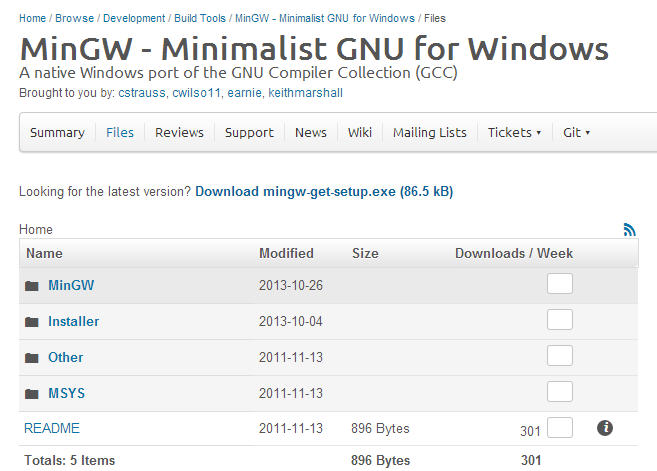 Home / Browse / Development / Build Tools / MinGW - Minimalist GNU for Windows / Files
MinGW - Minimalist GNU for Windows
A native Windows port of the GNU Compiler Collection (GCC)
Brought to you by: cstrauss, cwilso11, earnie, keithmarshall
Summary Files Reviews Support News Wiki Mailing Lists Tickets Git
Looking for the latest version? Download mingw-get-setup.exe (86.5 kB)
Home
Name Modified Size Downloads / Week
MinGW 2013-10-26
Installer 2013-10-04
Other 2011-11-13
MSYS 2011-11-13
README 2011-11-13 896 Bytes 301
Totals: 5 Items 896 Bytes 301